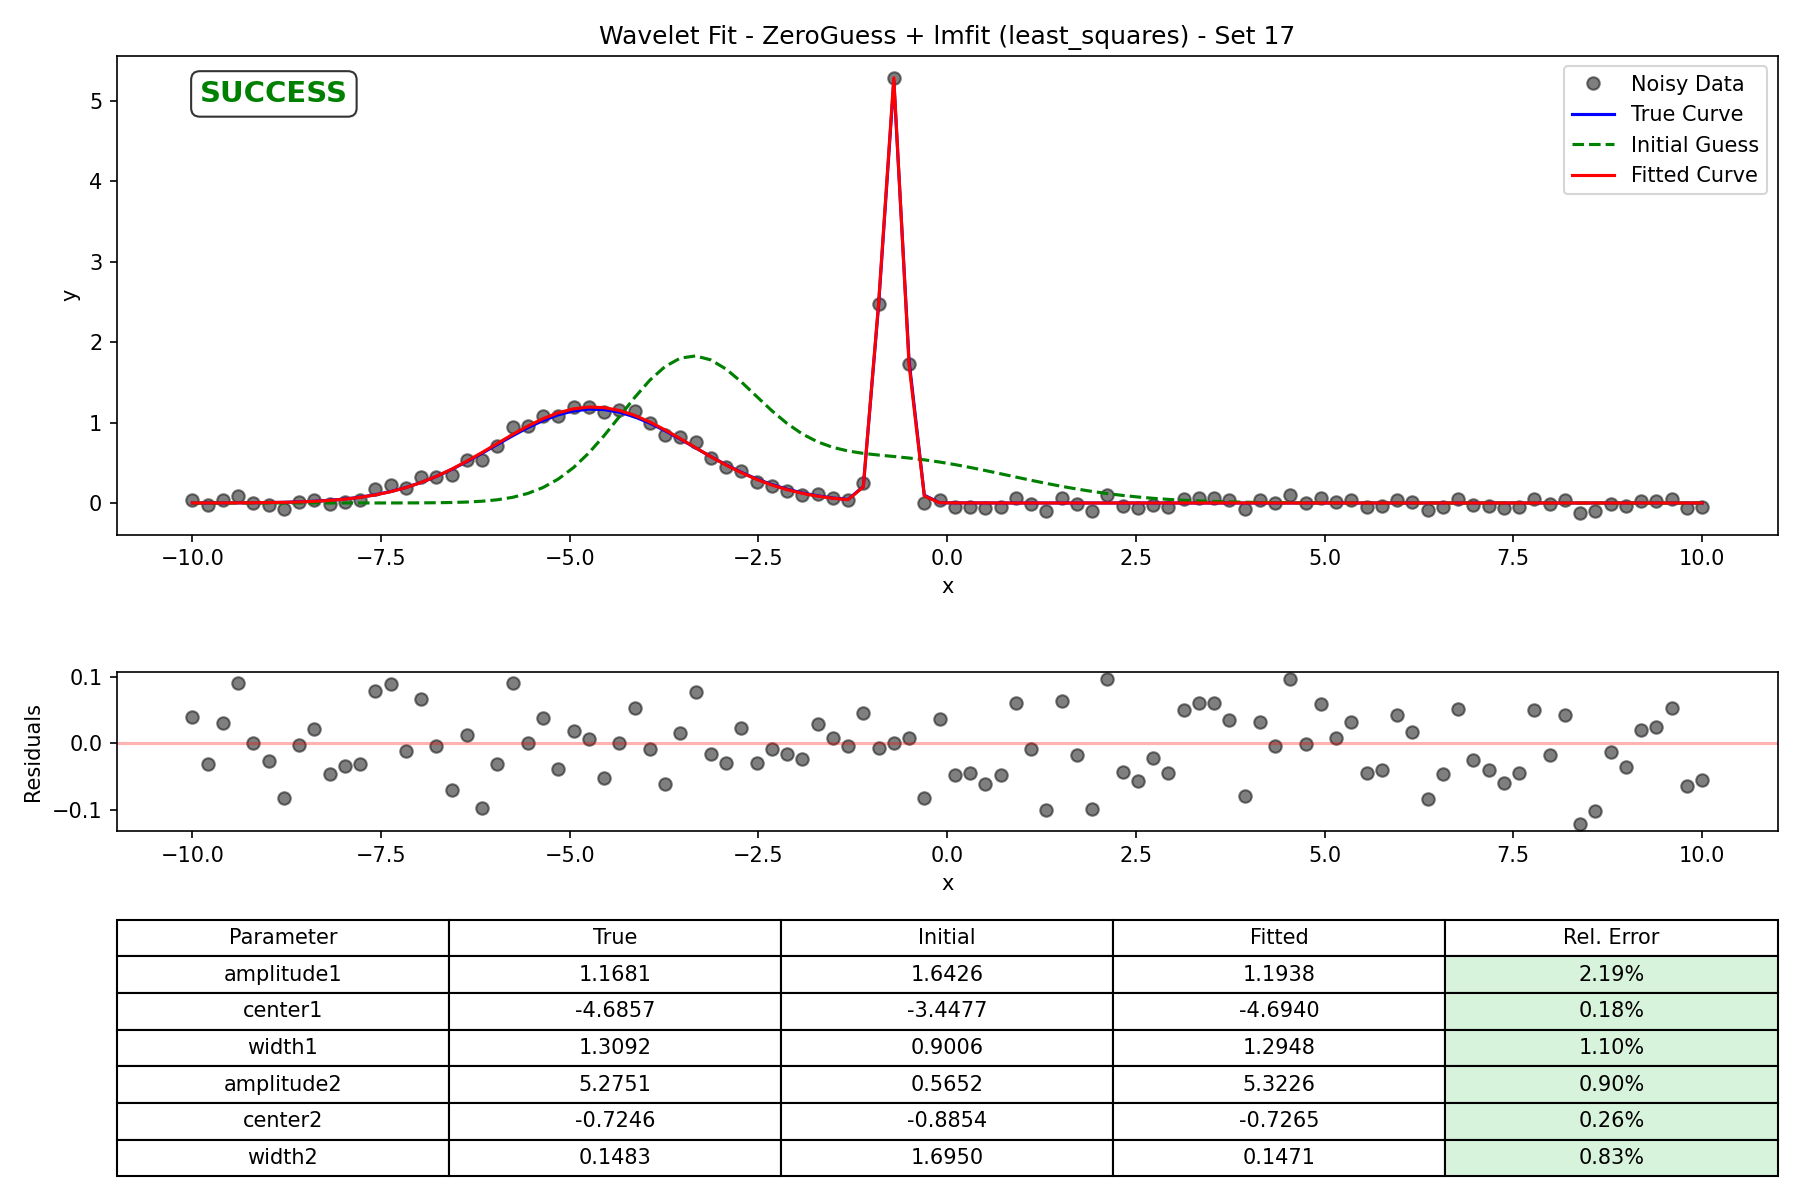 Wavelet Fit - ZeroGuess + lmfit (least_squares) - Set 17
SUCCESS
Noisy Data
True Curve
Initial Guess
Fitted Curve
5
4
3
2
1
0
y
−10.0 −7.5 −5.0 −2.5 0.0 2.5 5.0 7.5 10.0
x
0.1
0.0
−0.1
Residuals
−10.0 −7.5 −5.0 −2.5 0.0 2.5 5.0 7.5 10.0
x
Parameter True Initial Fitted Rel. Error
amplitude1 1.1681 1.6426 1.1938 2.19%
center1 -4.6857 -3.4477 -4.6940 0.18%
width1 1.3092 0.9006 1.2948 1.10%
amplitude2 5.2751 0.5652 5.3226 0.90%
center2 -0.7246 -0.8854 -0.7265 0.26%
width2 0.1483 1.6950 0.1471 0.83%